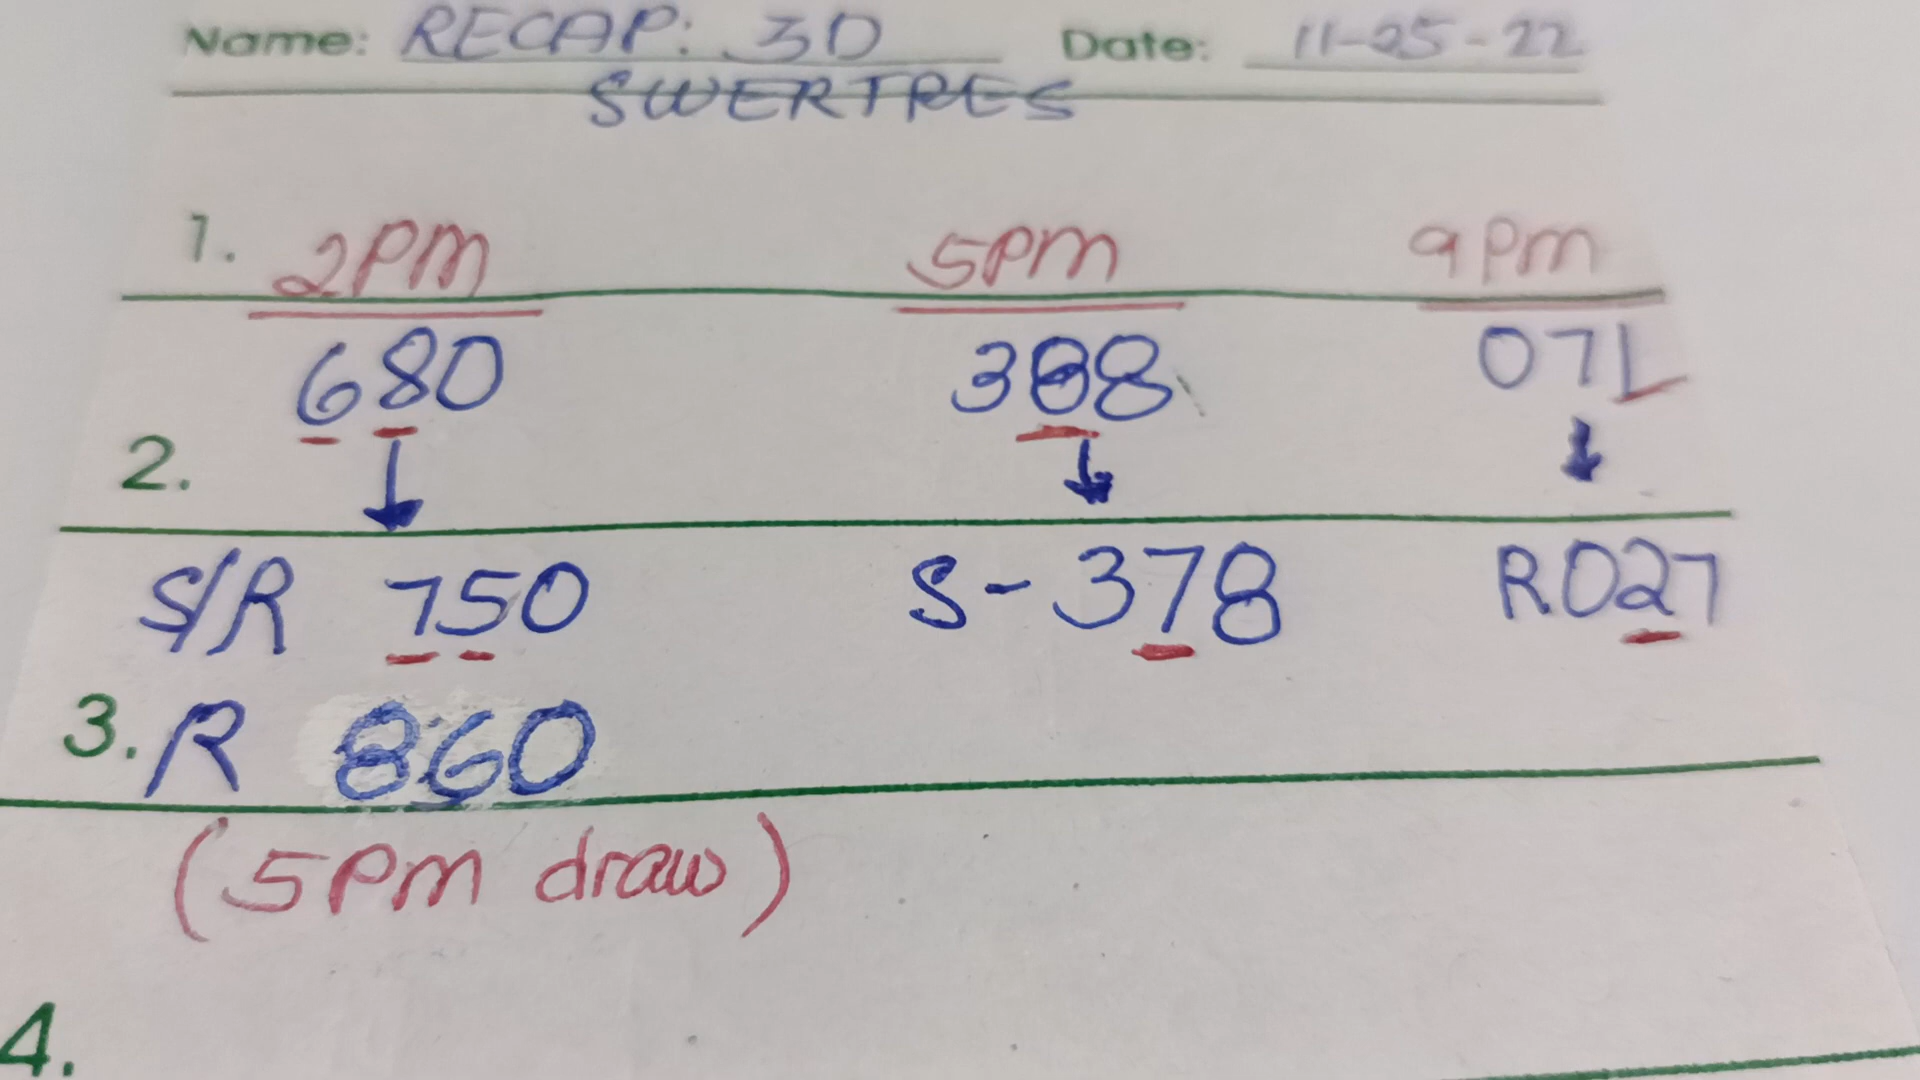 Name: RECAP: 3D Date: 11-25-22
SWERTRES
1. 2PM 5PM 9PM
680 388 071
2.
S/R 750 S-378 R027
3. R 860
(5PM draw)
4.